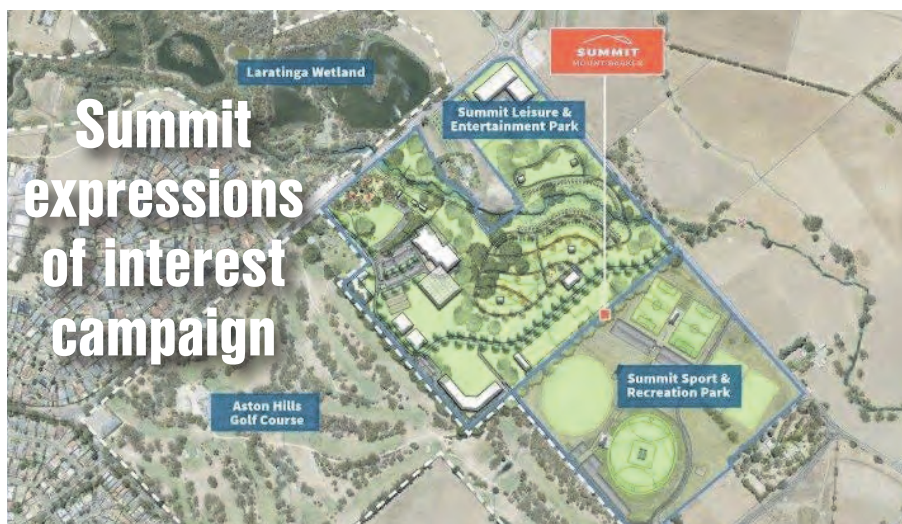 Summit
expressions
of interest
campaign
Laratinga Wetland
SUMMIT
MOUNT BARKER
Summit Leisure &
Entertainment Park
Summit Sport &
Recreation Park
Aston Hills
Golf Course